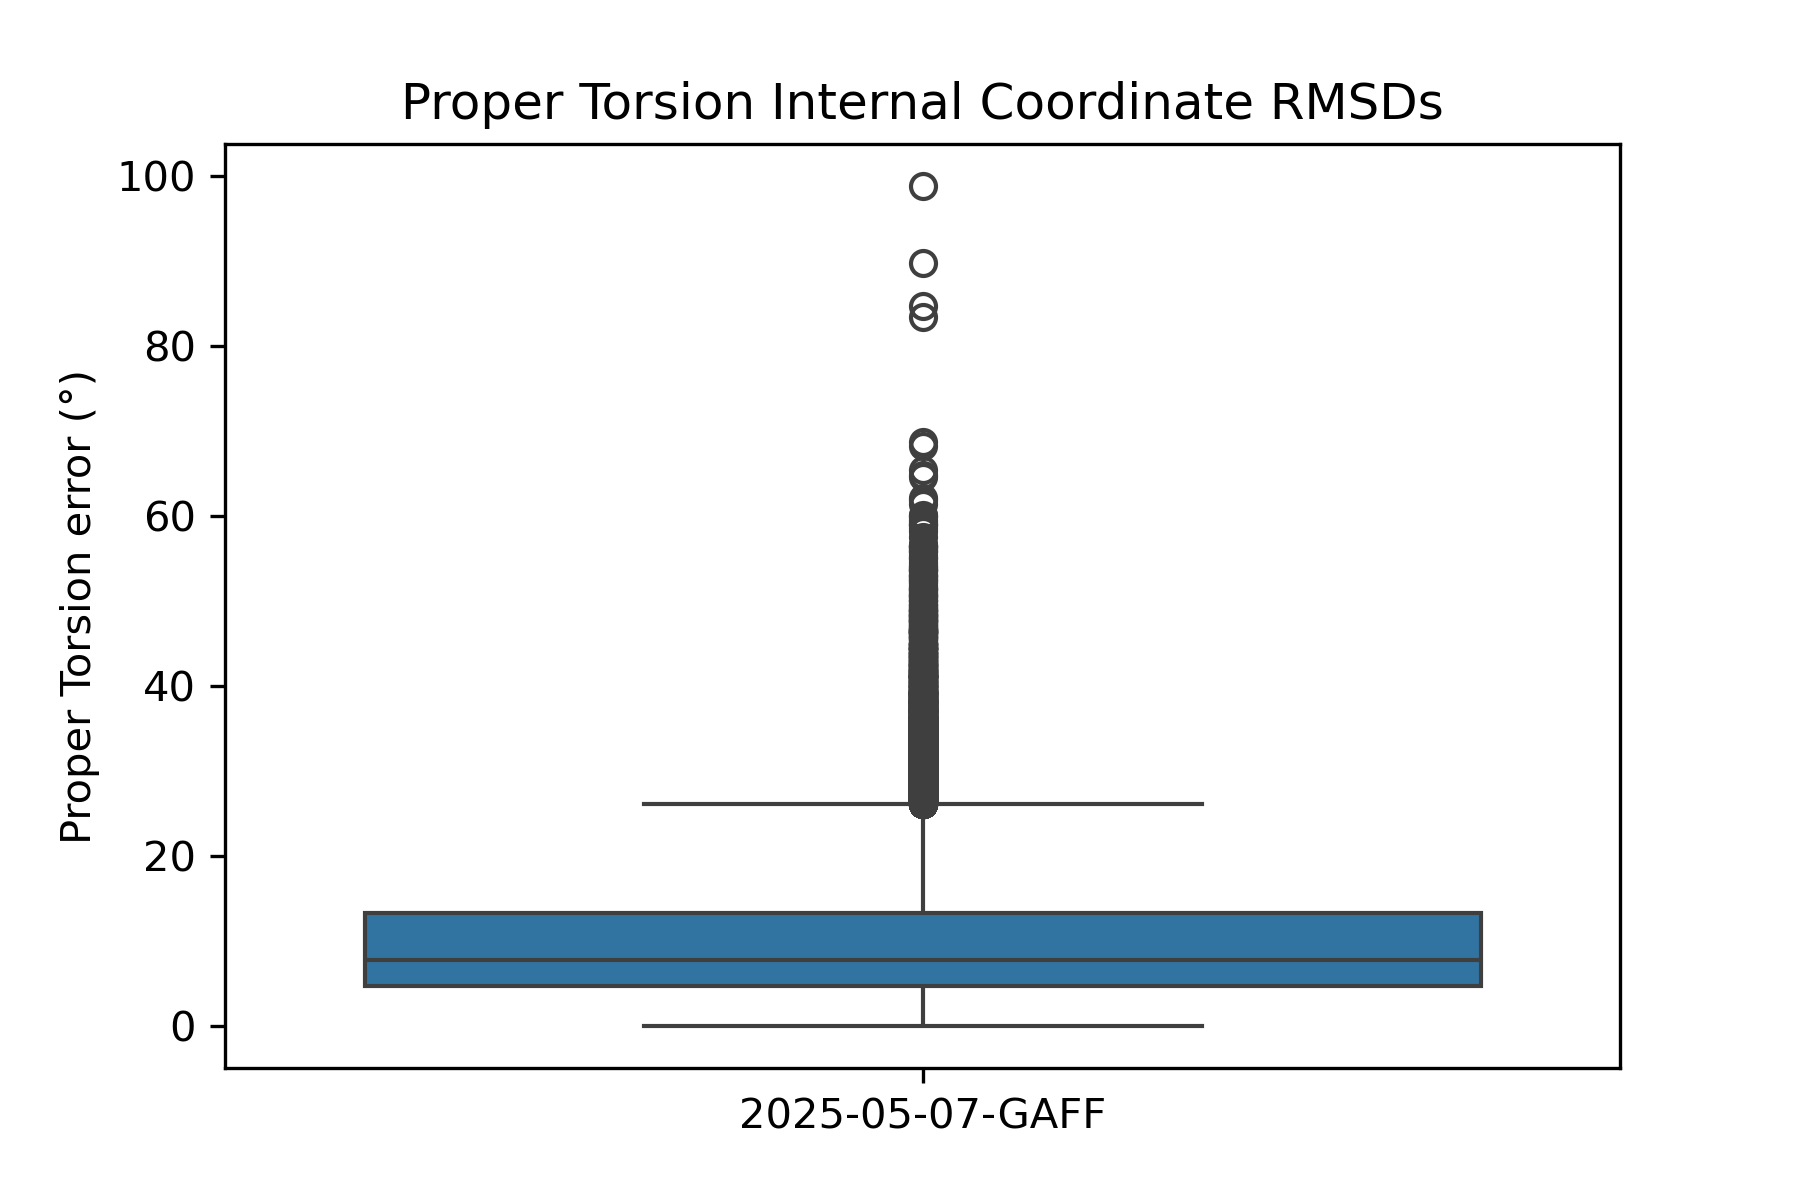 Proper Torsion Internal Coordinate RMSDs
100
80
60
40
20
0
Proper Torsion error (°)
2025-05-07-GAFF